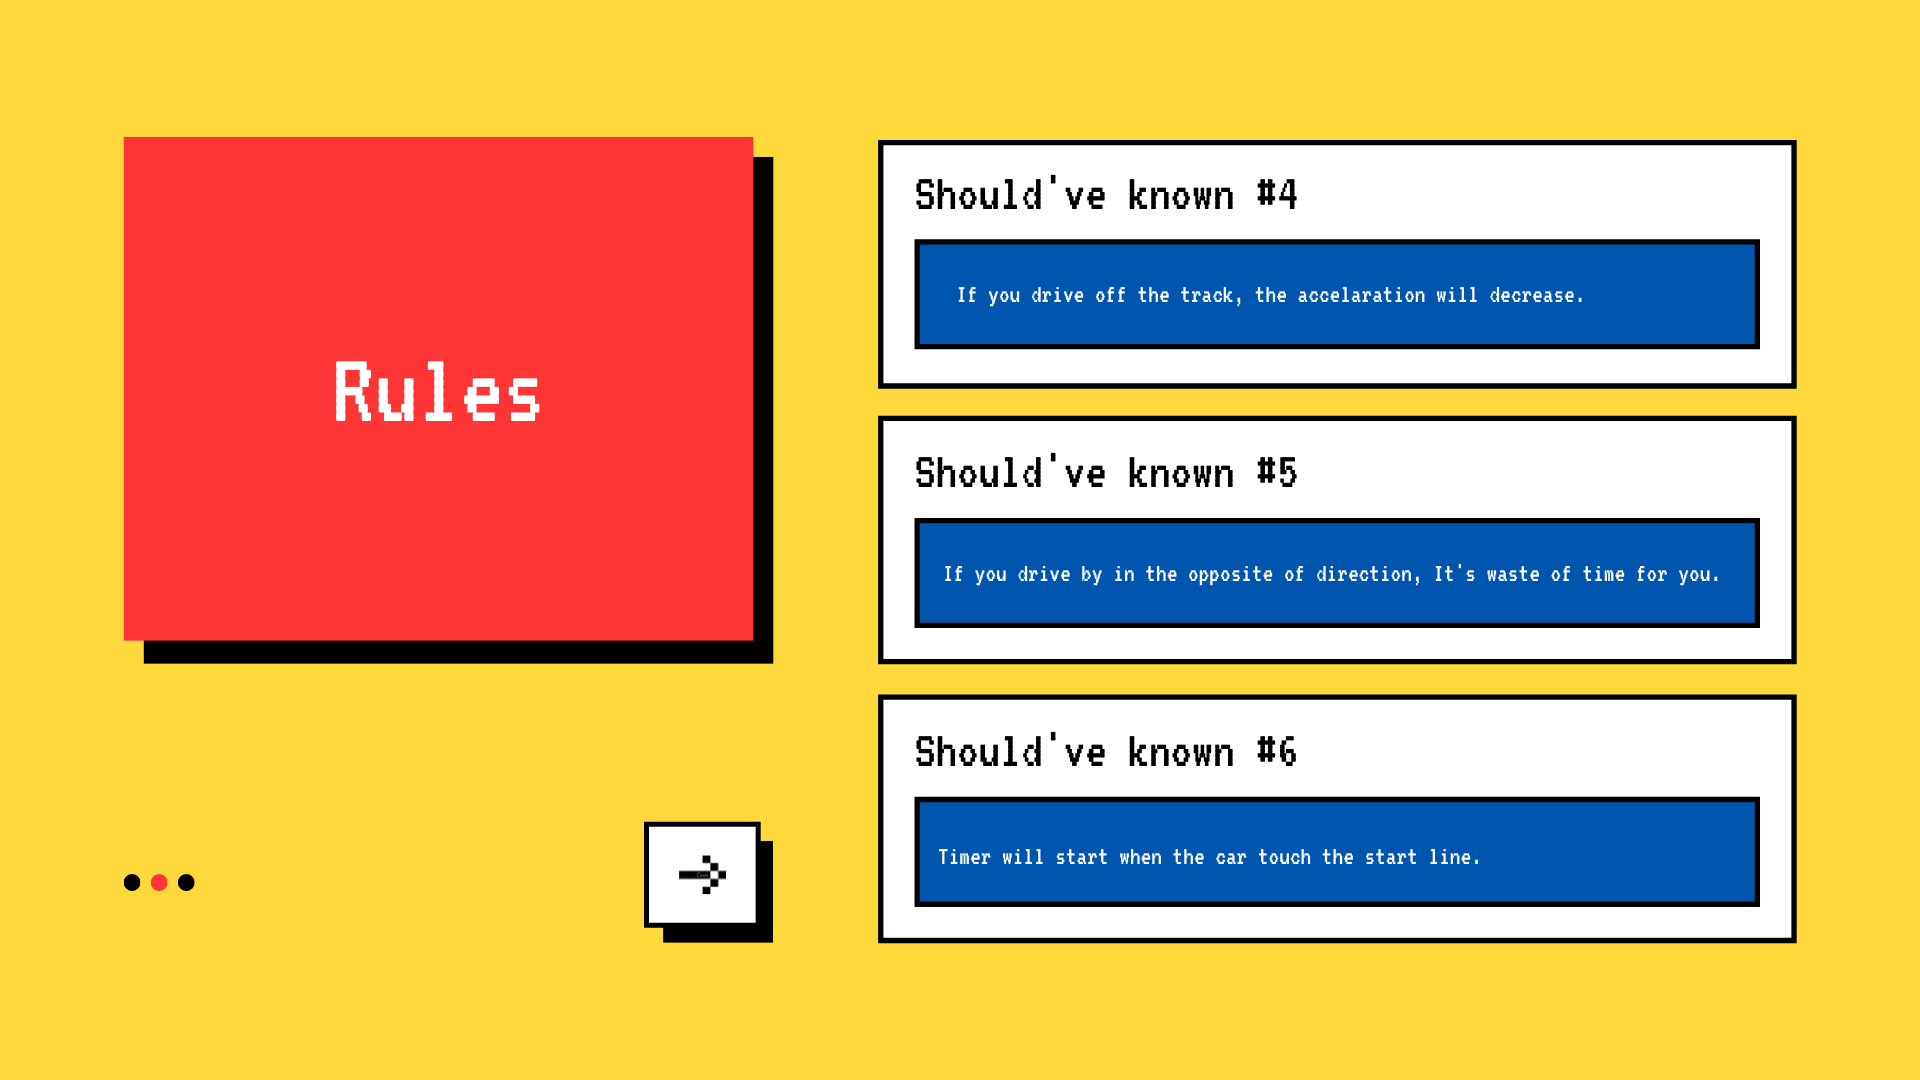 Rules
Should've known #4
If you drive off the track, the accelaration will decrease.
Should've known #5
If you drive by in the opposite of direction, It's waste of time for you.
Should've known #6
Timer will start when the car touch the start line.